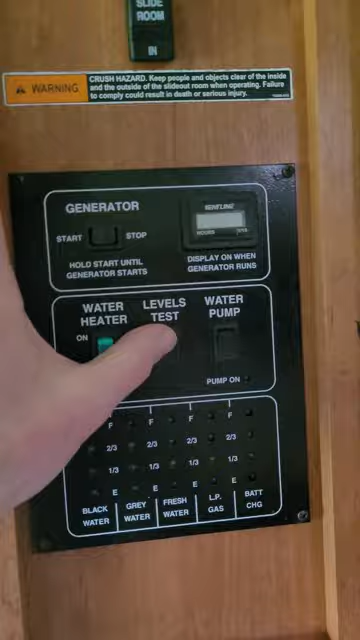 SLIDE
ROOM
IN
WARNING
CRUSH HAZARD. Keep people and objects clear of the inside
and the outside of the slideout room when operating. Failure
to comply could result in death or serious injury.
GENERATOR
START
STOP
HOLD START UNTIL
GENERATOR STARTS
HOURS 1/10
DISPLAY ON WHEN
GENERATOR RUNS
WATER
HEATER
LEVELS
TEST
WATER
PUMP
ON
PUMP ON
F F F F
2/3 2/3 2/3 2/3
1/3 1/3 1/3 1/3
E E E E
BLACK
WATER
GREY
WATER
FRESH
WATER
L.P.
GAS
BATT
CHG